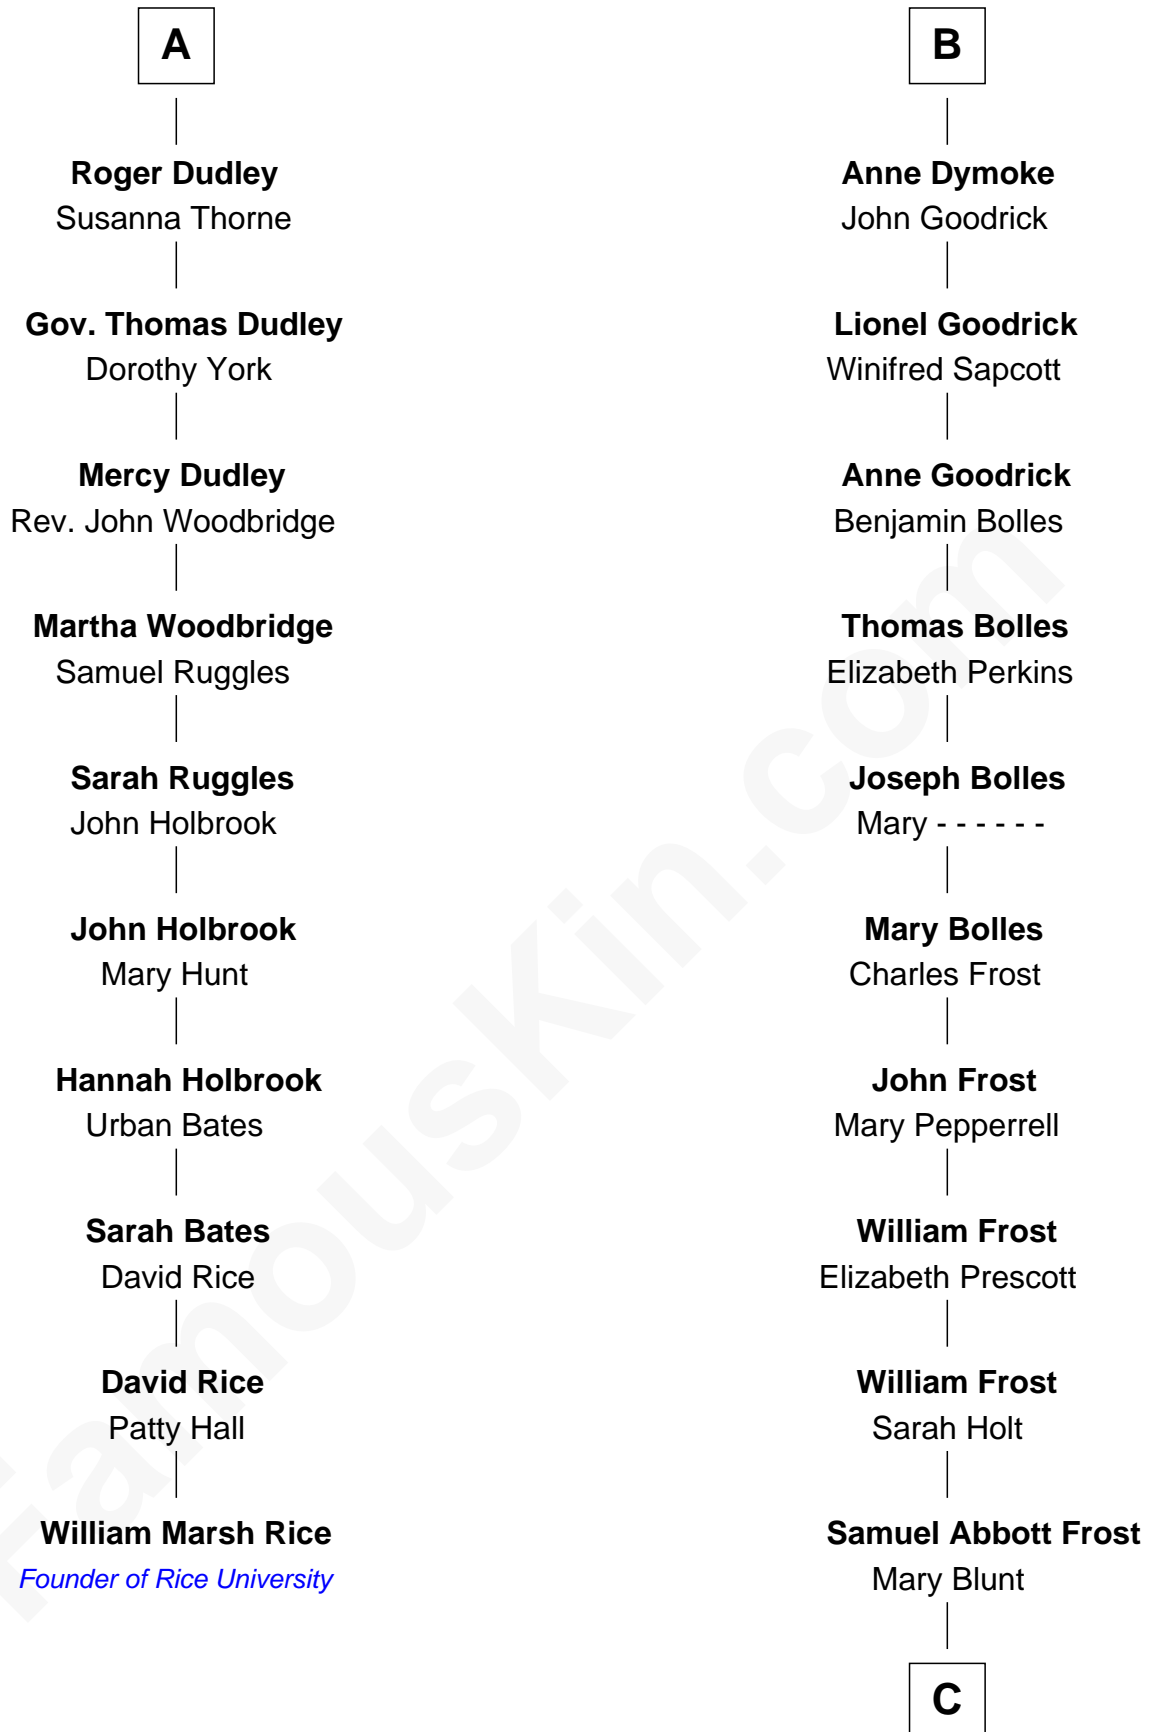 A
Roger Dudley
Susanna Thorne
Gov. Thomas Dudley
Dorothy York
Mercy Dudley
Rev. John Woodbridge
Martha Woodbridge
Samuel Ruggles
Sarah Ruggles
John Holbrook
John Holbrook
Mary Hunt
Hannah Holbrook
Urban Bates
Sarah Bates
David Rice
David Rice
Patty Hall
William Marsh Rice
Founder of Rice University
B
Anne Dymoke
John Goodrick
Lionel Goodrick
Winifred Sapcott
Anne Goodrick
Benjamin Bolles
Thomas Bolles
Elizabeth Perkins
Joseph Bolles
Mary - - - - - -
Mary Bolles
Charles Frost
John Frost
Mary Pepperrell
William Frost
Elizabeth Prescott
William Frost
Sarah Holt
Samuel Abbott Frost
Mary Blunt
C
FamousKin.com